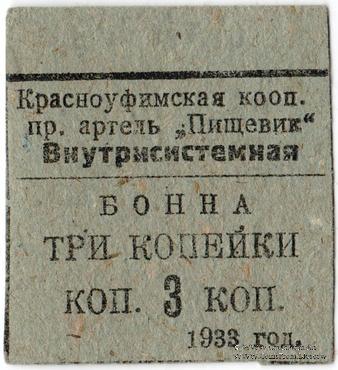 Красноуфимская кооп.
пр. артель „Пищевик"
Внутрисистемная
БОННА
ТРИ КОПЕЙКИ
КОП. 3 КОП.
1933 год.